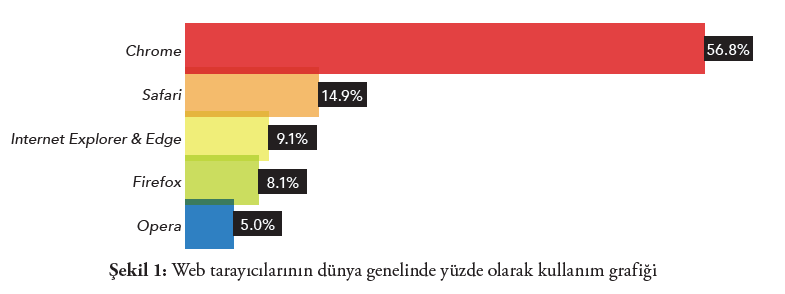 Chrome 56.8%
Safari 14.9%
Internet Explorer & Edge 9.1%
Firefox 8.1%
Opera 5.0%
Şekil 1: Web tarayıcılarının dünya genelinde yüzde olarak kullanım grafiği